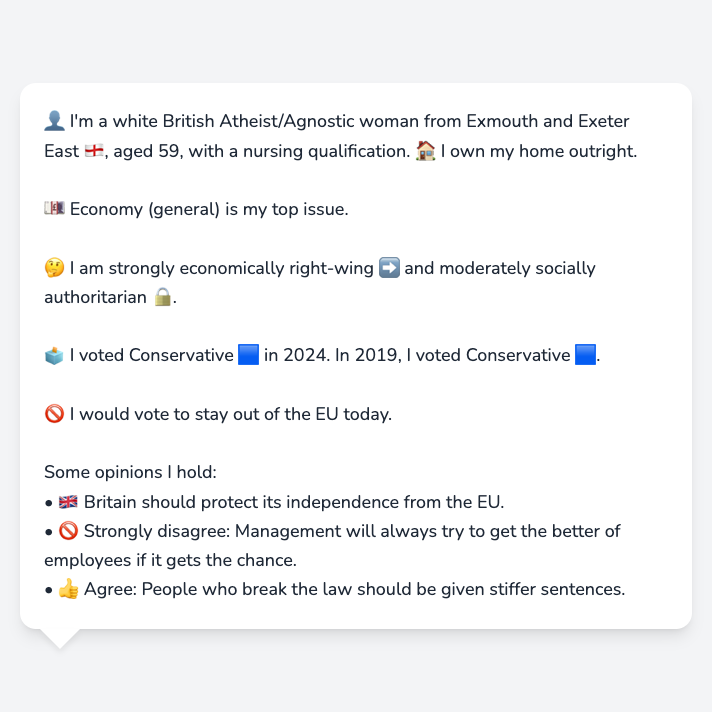 👤 I'm a white British Atheist/Agnostic woman from Exmouth and Exeter
East 🏴󠁧󠁢󠁥󠁮󠁧󠁿, aged 59, with a nursing qualification. 🏠 I own my home outright.
💷 Economy (general) is my top issue.
🤔 I am strongly economically right-wing ➡️ and moderately socially
authoritarian 🔒.
🗳️ I voted Conservative 🟦 in 2024. In 2019, I voted Conservative 🟦.
🚫 I would vote to stay out of the EU today.
Some opinions I hold:
• 🇬🇧 Britain should protect its independence from the EU.
• 🚫 Strongly disagree: Management will always try to get the better of
employees if it gets the chance.
• 👍 Agree: People who break the law should be given stiffer sentences.